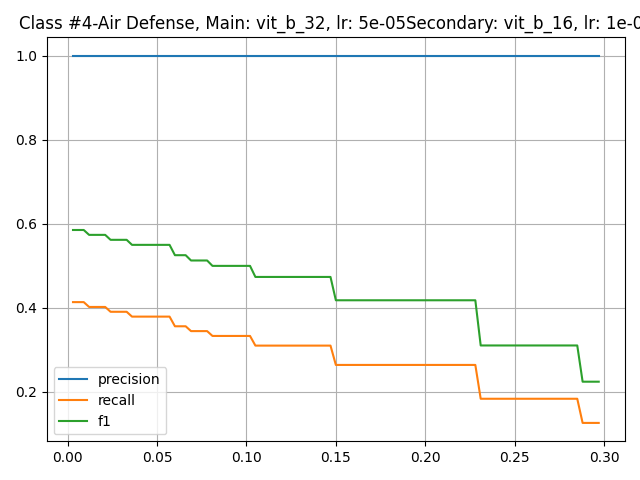 Class #4-Air Defense, Main: vit_b_32, lr: 5e-05Secondary: vit_b_16, lr: 1e-0
1.0
0.8
0.6
0.4
0.2
precision
recall
f1
0.00 0.05 0.10 0.15 0.20 0.25 0.30